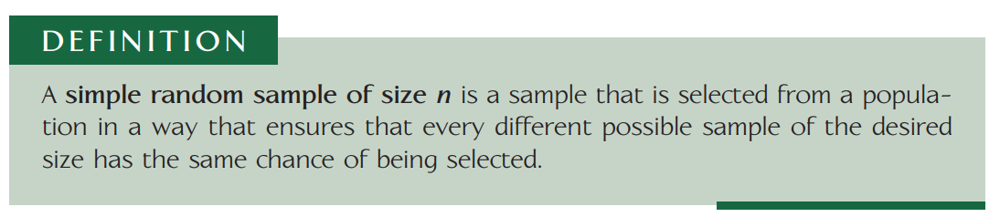 DEFINITION
A simple random sample of size n is a sample that is selected from a popula-
tion in a way that ensures that every different possible sample of the desired
size has the same chance of being selected.